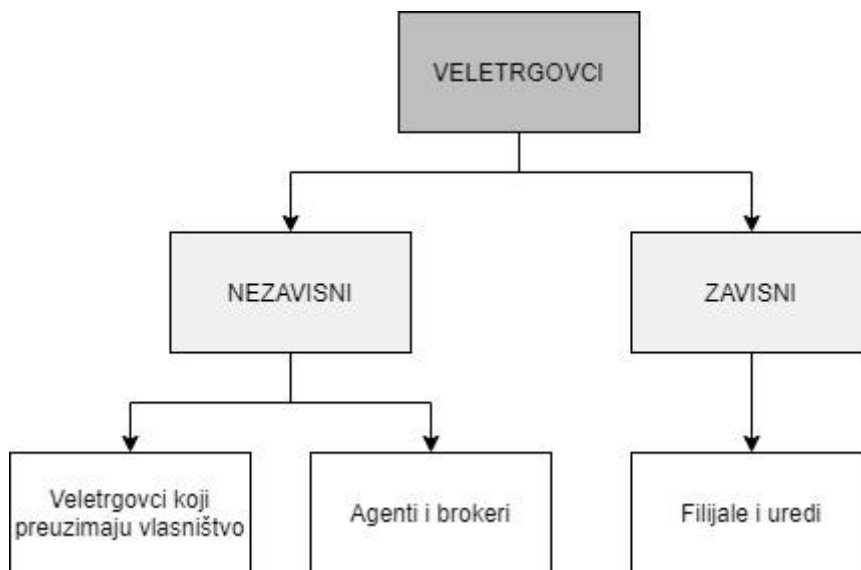 VELETRGOVCI
NEZAVISNI
ZAVISNI
Veletrgovci koji
preuzimaju vlasništvo
Agenti i brokeri
Filijale i uredi